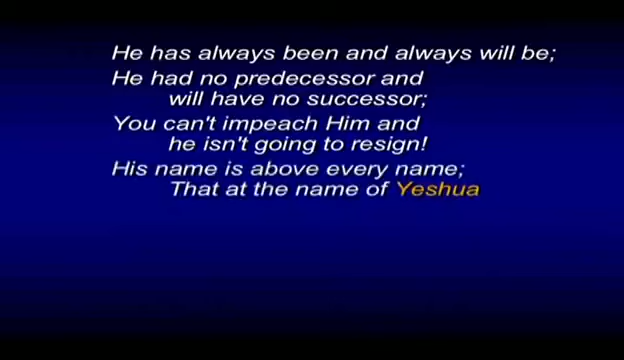 He has always been and always will be;
He had no predecessor and
will have no successor;
You can't impeach Him and
he isn't going to resign!
His name is above every name;
That at the name of Yeshua